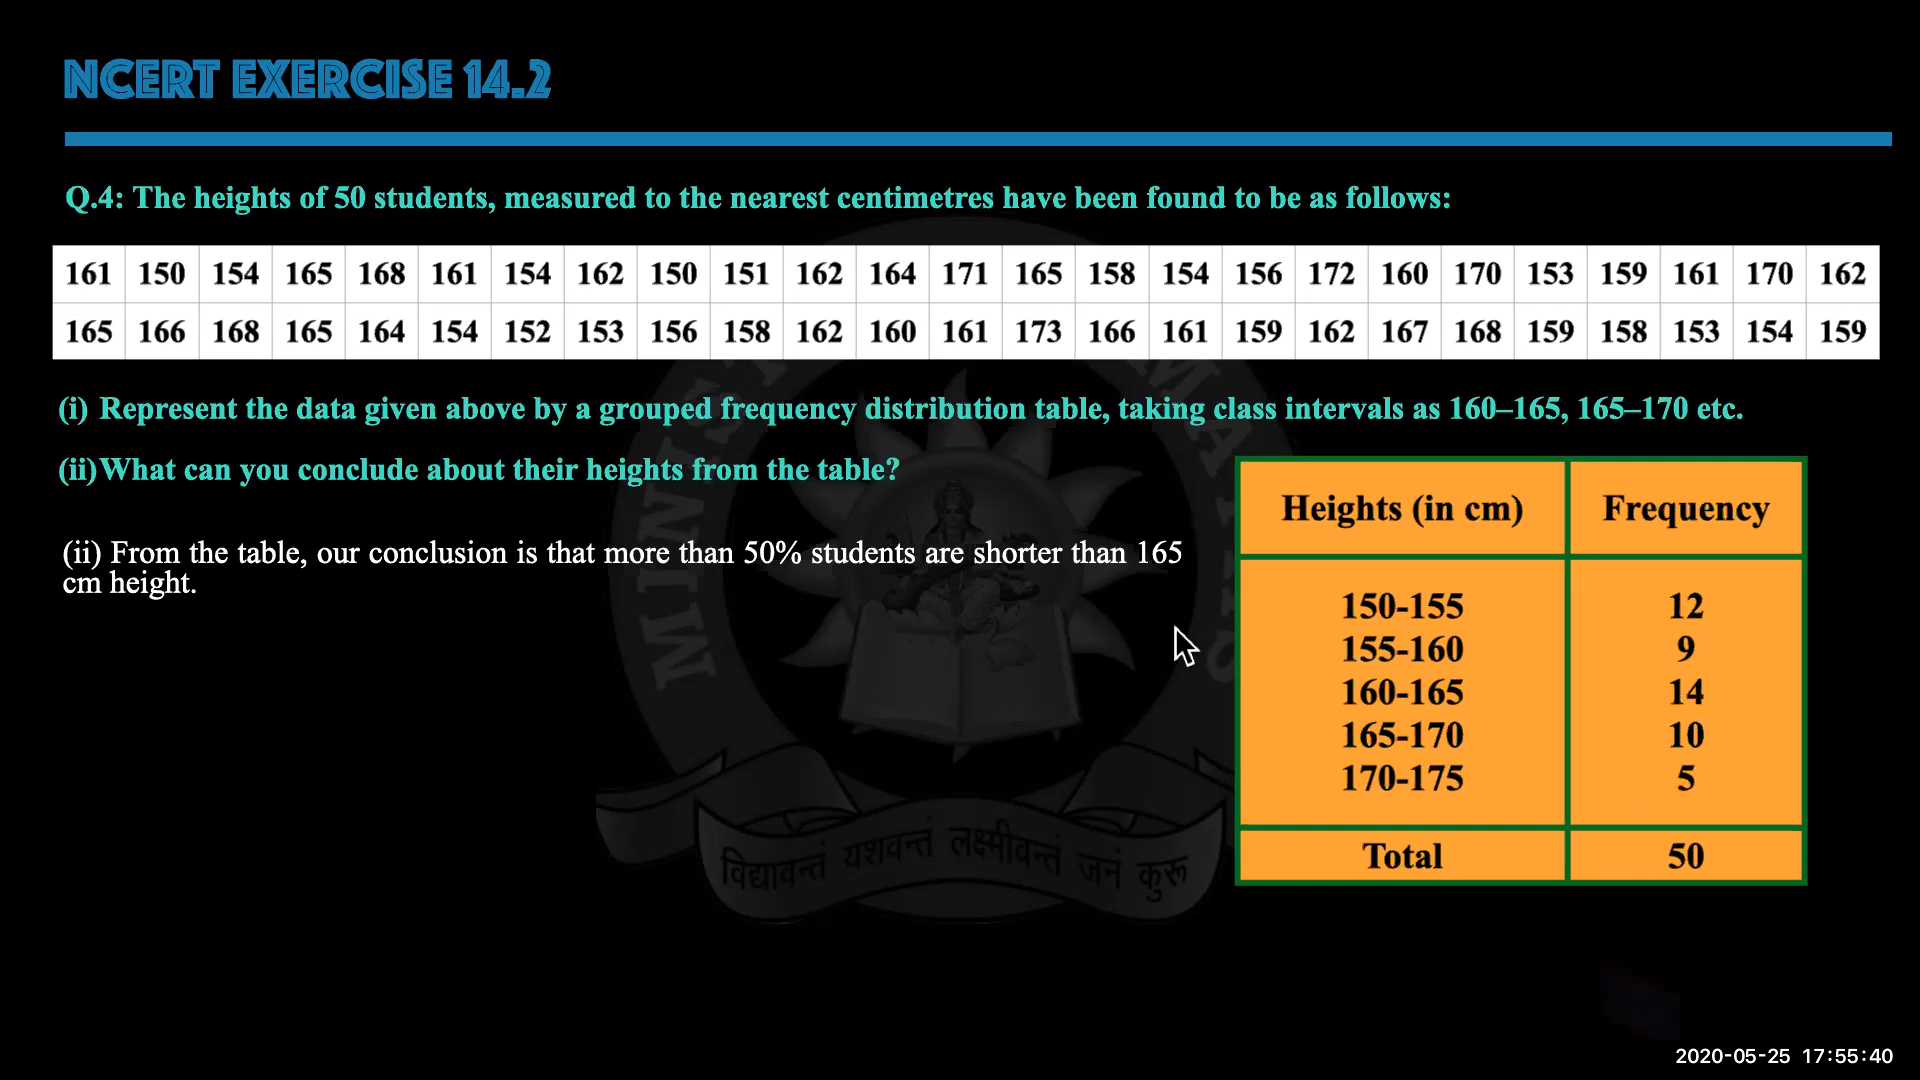 NCERT EXERCISE 14.2
Q.4: The heights of 50 students, measured to the nearest centimetres have been found to be as follows:
161 150 154 165 168 161 154 162 150 151 162 164 171 165 158 154 156 172 160 170 153 159 161 170 162
165 166 168 165 164 154 152 153 156 158 162 160 161 173 166 161 159 162 167 168 159 158 153 154 159
(i) Represent the data given above by a grouped frequency distribution table, taking class intervals as 160–165, 165–170 etc.
(ii)What can you conclude about their heights from the table?
(ii) From the table, our conclusion is that more than 50% students are shorter than 165
cm height.
Heights (in cm) Frequency
150-155 12
155-160 9
160-165 14
165-170 10
170-175 5
Total 50
विद्यावन्तं यशवन्तं लक्ष्मीवन्तं जनं कुरू
2020-05-25 17:55:40